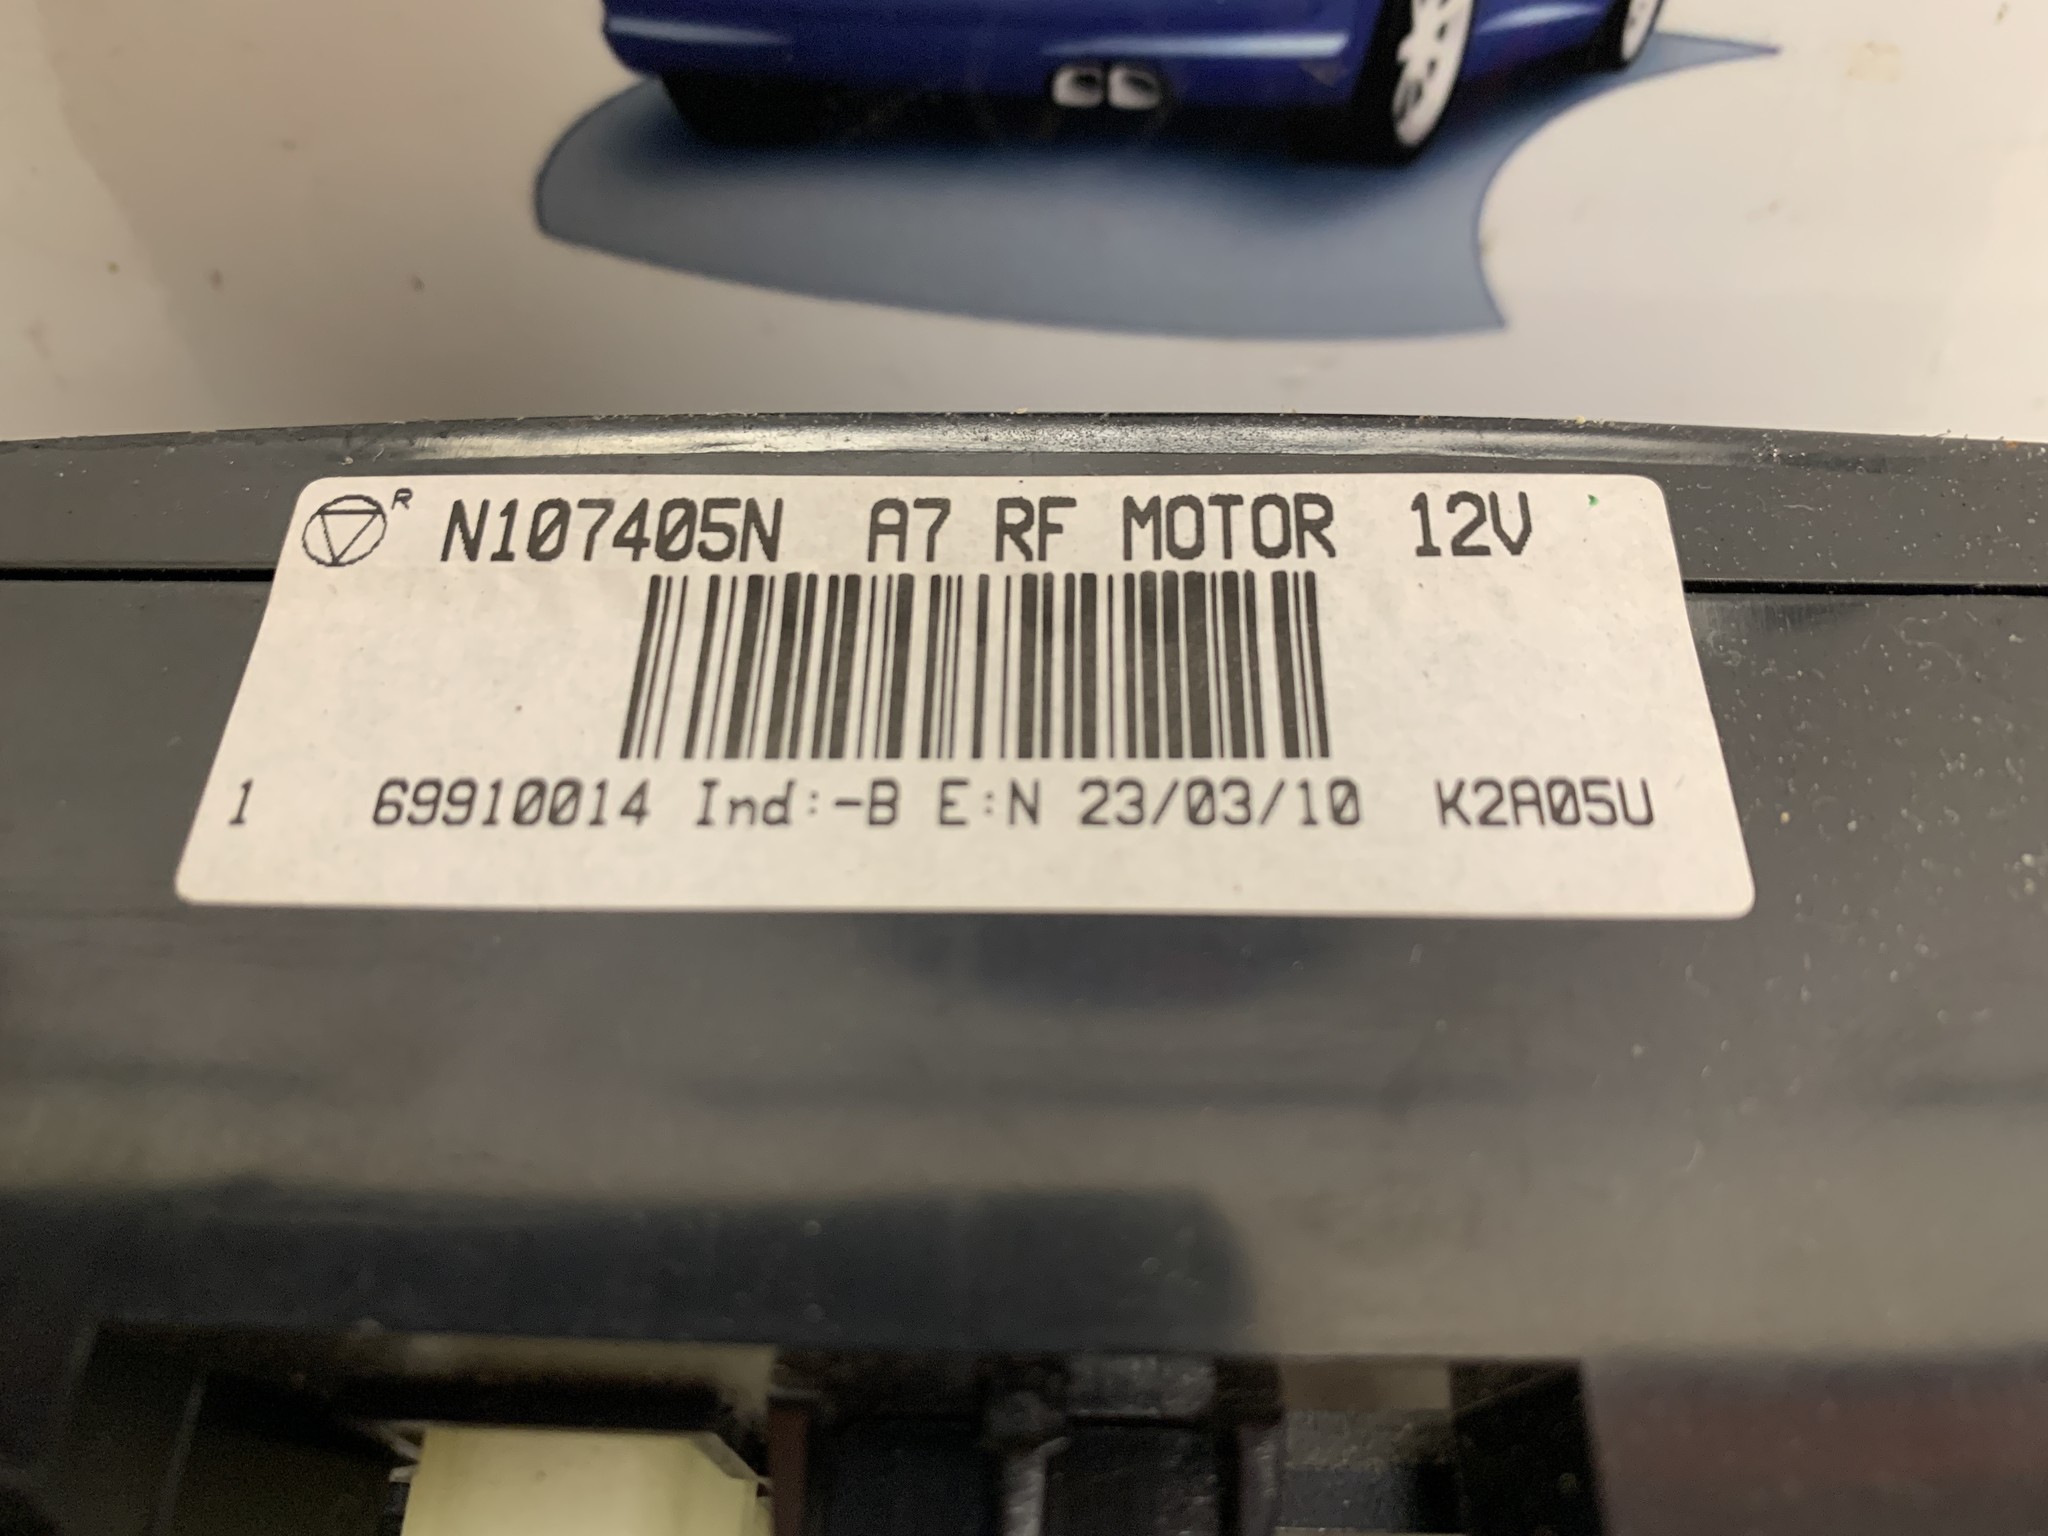 R N107405N A7 RF MOTOR 12V
1 69910014 Ind:-B E:N 23/03/10 K2A05U